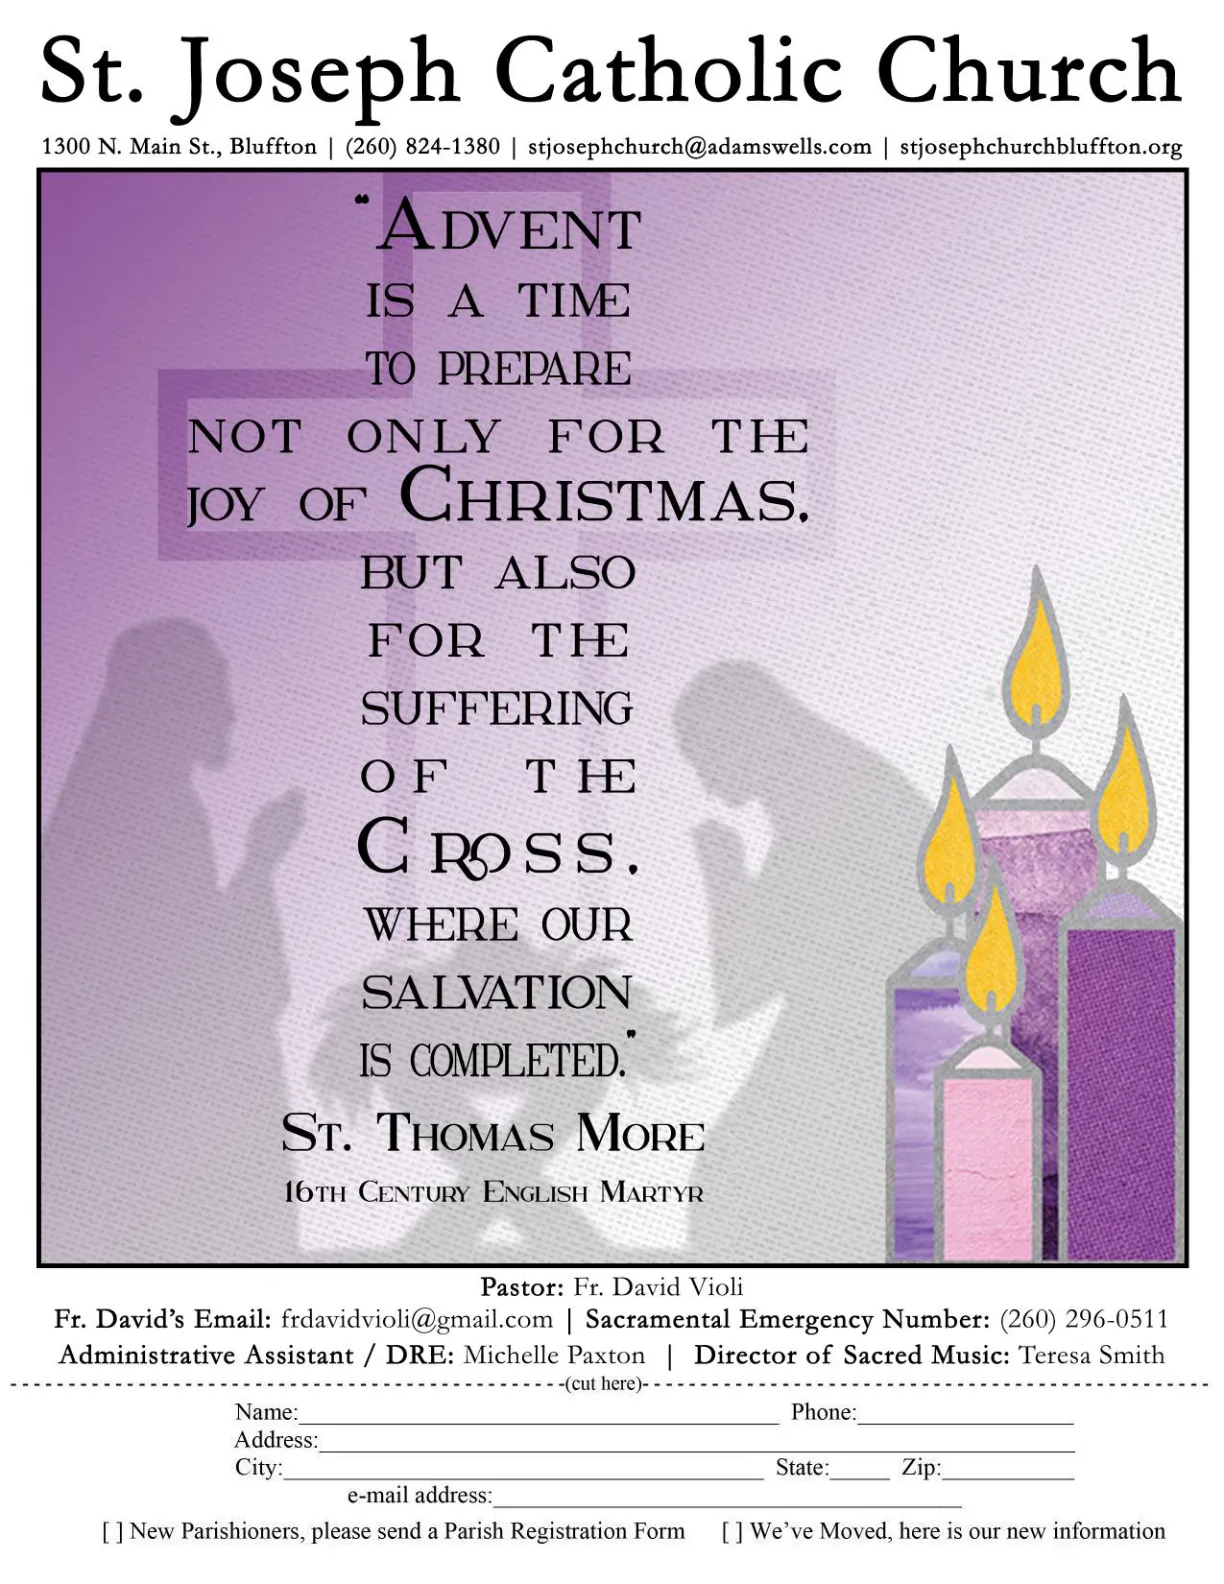 St. Joseph Catholic Church
1300 N. Main St., Bluffton | (260) 824-1380 | stjosephchurch@adamswells.com | stjosephchurchbluffton.org
"ADVENT
IS A TIME
TO PREPARE
NOT ONLY FOR THE
JOY OF CHRISTMAS,
BUT ALSO
FOR THE
SUFFERING
OF THE
CROSS,
WHERE OUR
SALVATION
IS COMPLETED."
ST. THOMAS MORE
16TH CENTURY ENGLISH MARTYR
Pastor: Fr. David Violi
Fr. David's Email: frdavidvioli@gmail.com | Sacramental Emergency Number: (260) 296-0511
Administrative Assistant / DRE: Michelle Paxton | Director of Sacred Music: Teresa Smith
(cut here)
Name:________ Phone:________
Address:________
City:________ State:_____ Zip:________
e-mail address:________
[ ] New Parishioners, please send a Parish Registration Form [ ] We've Moved, here is our new information